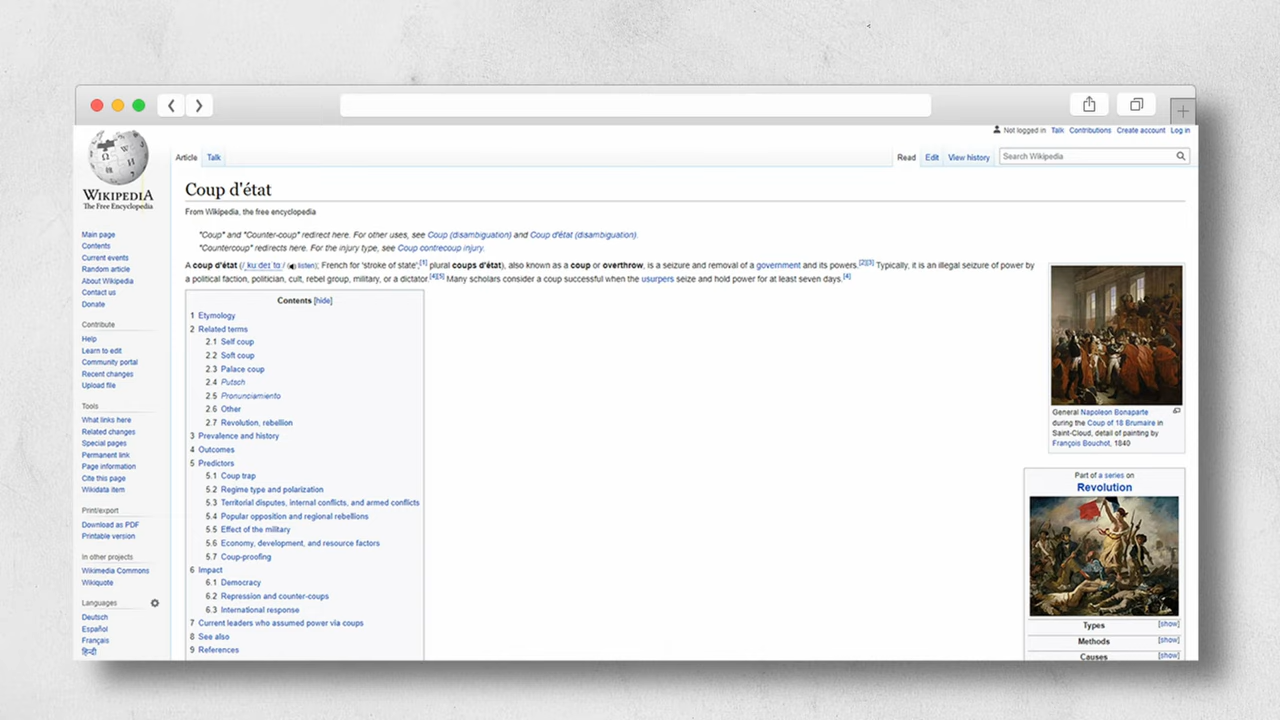 Not logged in Talk Contributions Create account Log in
WIKIPEDIA
The Free Encyclopedia
Article Talk
Read Edit View history
Search Wikipedia
Coup d'état
From Wikipedia, the free encyclopedia
"Coup" and "Counter-coup" redirect here. For other uses, see Coup (disambiguation) and Coup d'état (disambiguation).
"Countercoup" redirects here. For the injury type, see Coup contrecoup injury.
A coup d'état (/ˌkuː deɪˈtɑː/ (listen); French for 'stroke of state';[1] plural coups d'état), also known as a coup or overthrow, is a seizure and removal of a government and its powers.[2][3] Typically, it is an illegal seizure of power by
a political faction, politician, cult, rebel group, military, or a dictator.[4][5] Many scholars consider a coup successful when the usurpers seize and hold power for at least seven days.[4]
Main page
Contents
Current events
Random article
About Wikipedia
Contact us
Donate
Contribute
Help
Learn to edit
Community portal
Recent changes
Upload file
Tools
What links here
Related changes
Special pages
Permanent link
Page information
Cite this page
Wikidata item
Print/export
Download as PDF
Printable version
In other projects
Wikimedia Commons
Wikiquote
Languages
Deutsch
Español
Français
हिन्दी
Contents [hide]
1 Etymology
2 Related terms
2.1 Self coup
2.2 Soft coup
2.3 Palace coup
2.4 Putsch
2.5 Pronunciamiento
2.6 Other
2.7 Revolution, rebellion
3 Prevalence and history
4 Outcomes
5 Predictors
5.1 Coup trap
5.2 Regime type and polarization
5.3 Territorial disputes, internal conflicts, and armed conflicts
5.4 Popular opposition and regional rebellions
5.5 Effect of the military
5.6 Economy, development, and resource factors
5.7 Coup-proofing
6 Impact
6.1 Democracy
6.2 Repression and counter-coups
6.3 International response
7 Current leaders who assumed power via coups
8 See also
9 References
General Napoleon Bonaparte
during the Coup of 18 Brumaire in
Saint-Cloud, detail of painting by
François Bouchot, 1840
Part of a series on
Revolution
Types [show]
Methods [show]
Causes [show]